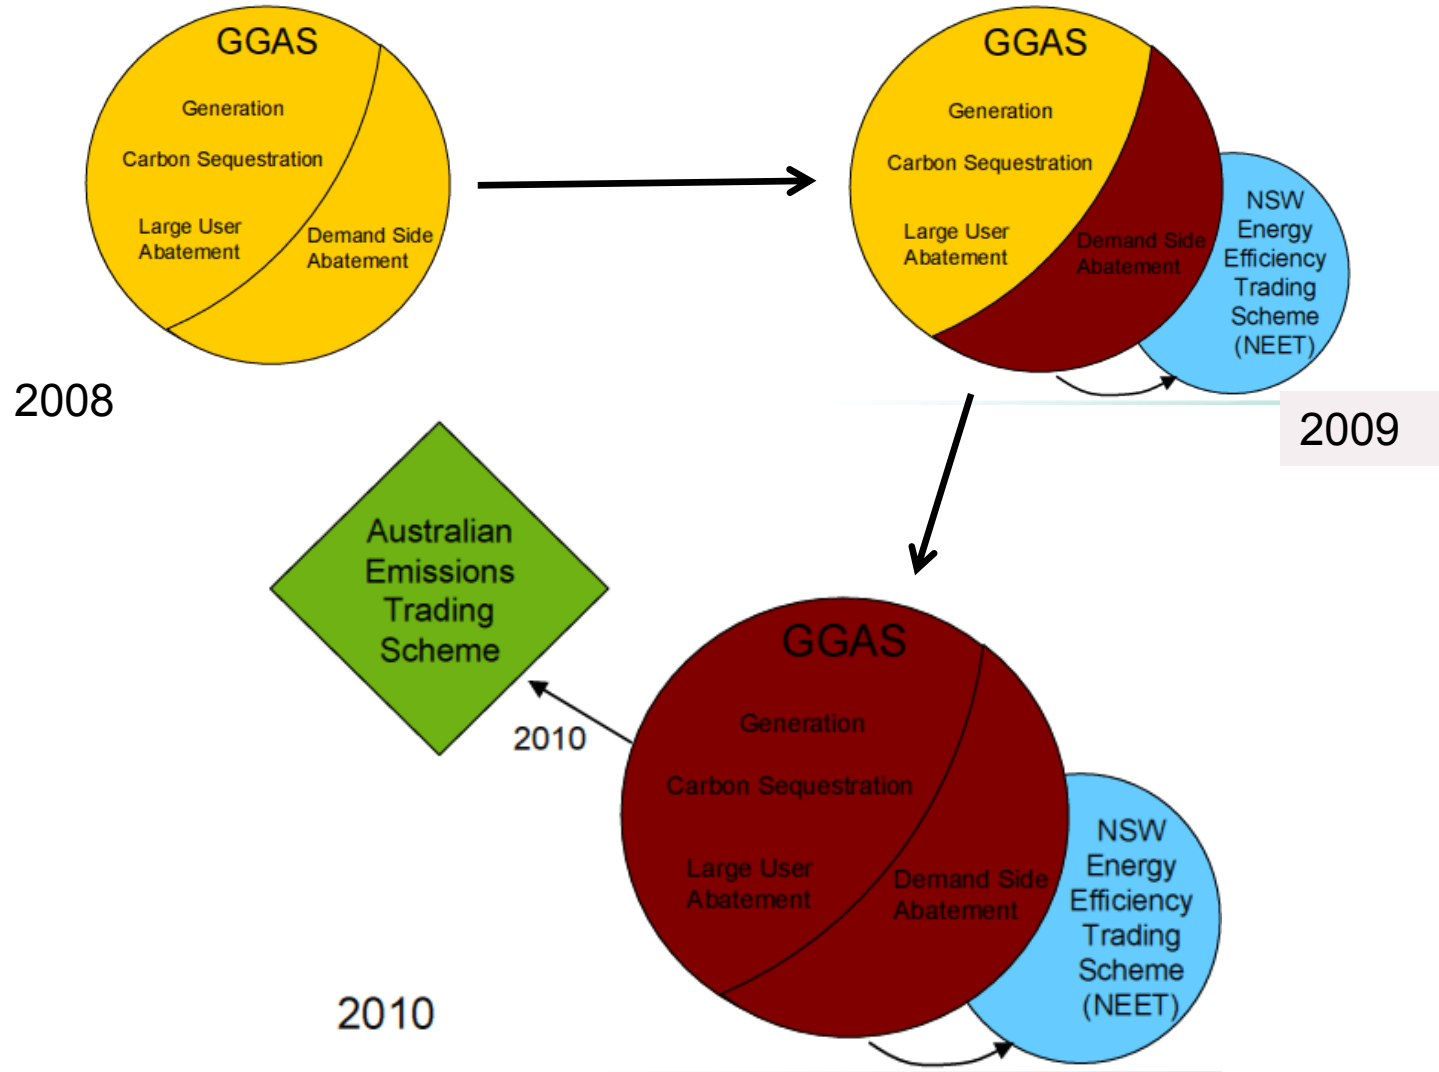 GGAS
Generation
Carbon Sequestration
Large User
Abatement
Demand Side
Abatement
2008
GGAS
Generation
Carbon Sequestration
Large User
Abatement
Demand Side
Abatement
NSW
Energy
Efficiency
Trading
Scheme
(NEET)
2009
Australian
Emissions
Trading
Scheme
2010
GGAS
Generation
Carbon Sequestration
Large User
Abatement
Demand Side
Abatement
NSW
Energy
Efficiency
Trading
Scheme
(NEET)
2010